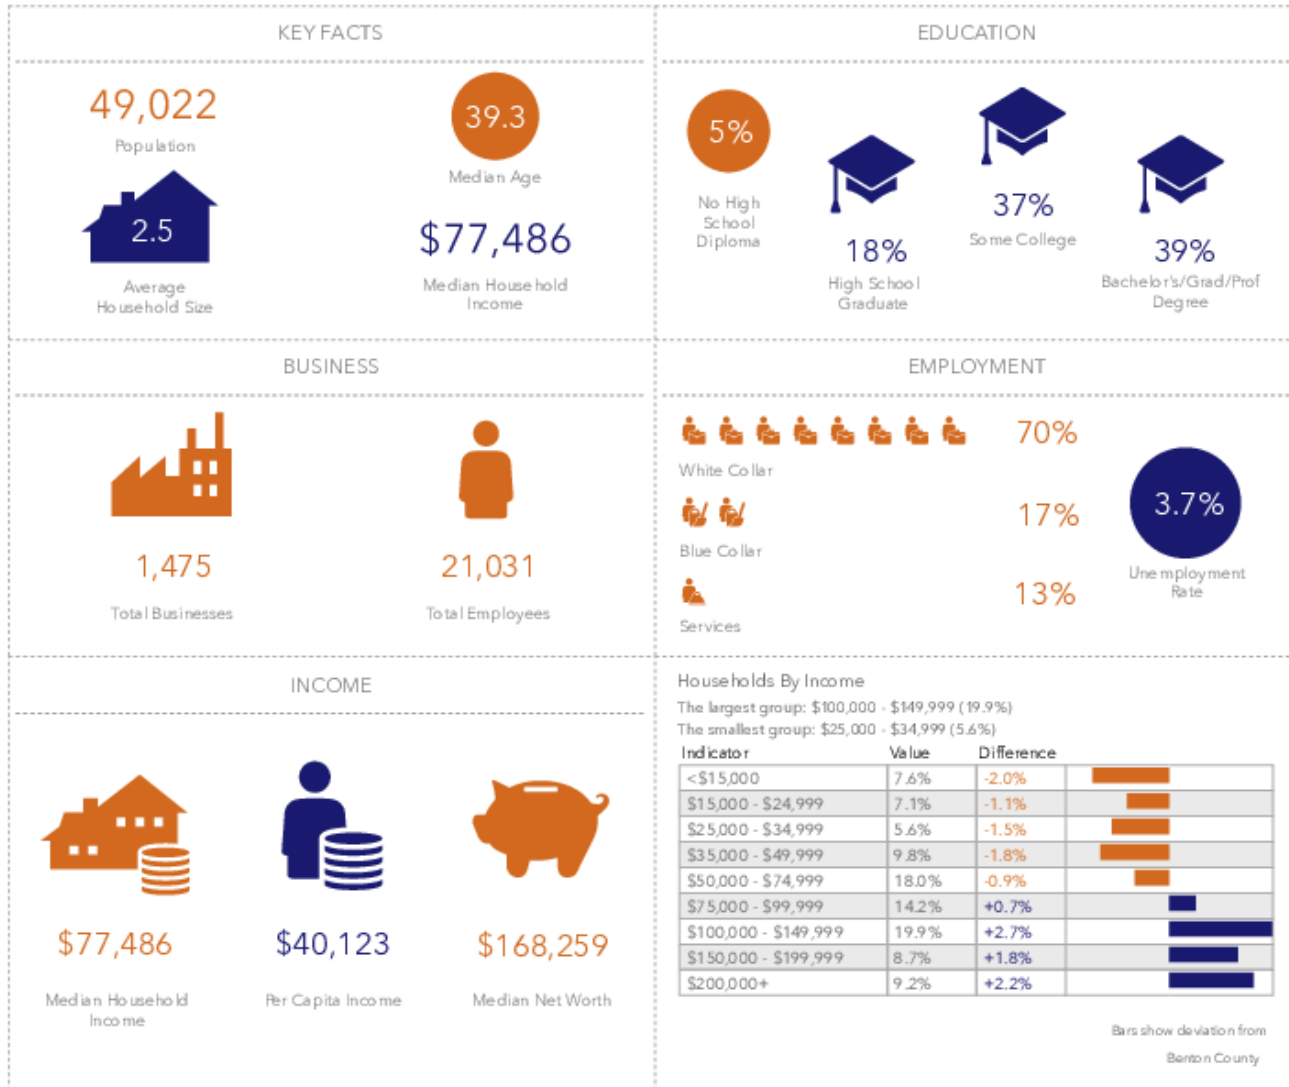 KEY FACTS
49,022
Population
39.3
Median Age
2.5
Average
Household Size
$77,486
Median Household
Income
EDUCATION
5%
No High
School
Diploma
18%
High School
Graduate
37%
Some College
39%
Bachelor's/Grad/Prof
Degree
BUSINESS
1,475
Total Businesses
21,031
Total Employees
EMPLOYMENT
70%
White Collar
17%
Blue Collar
13%
Services
3.7%
Unemployment
Rate
INCOME
$77,486
Median Household
Income
$40,123
Per Capita Income
$168,259
Median Net Worth
Households By Income
The largest group: $100,000 - $149,999 (19.9%)
The smallest group: $25,000 - $34,999 (5.6%)
Indicator Value Difference
<$15,000 7.6% -2.0%
$15,000 - $24,999 7.1% -1.1%
$25,000 - $34,999 5.6% -1.5%
$35,000 - $49,999 9.8% -1.8%
$50,000 - $74,999 18.0% -0.9%
$75,000 - $99,999 14.2% +0.7%
$100,000 - $149,999 19.9% +2.7%
$150,000 - $199,999 8.7% +1.8%
$200,000+ 9.2% +2.2%
Bars show deviation from
Benton County